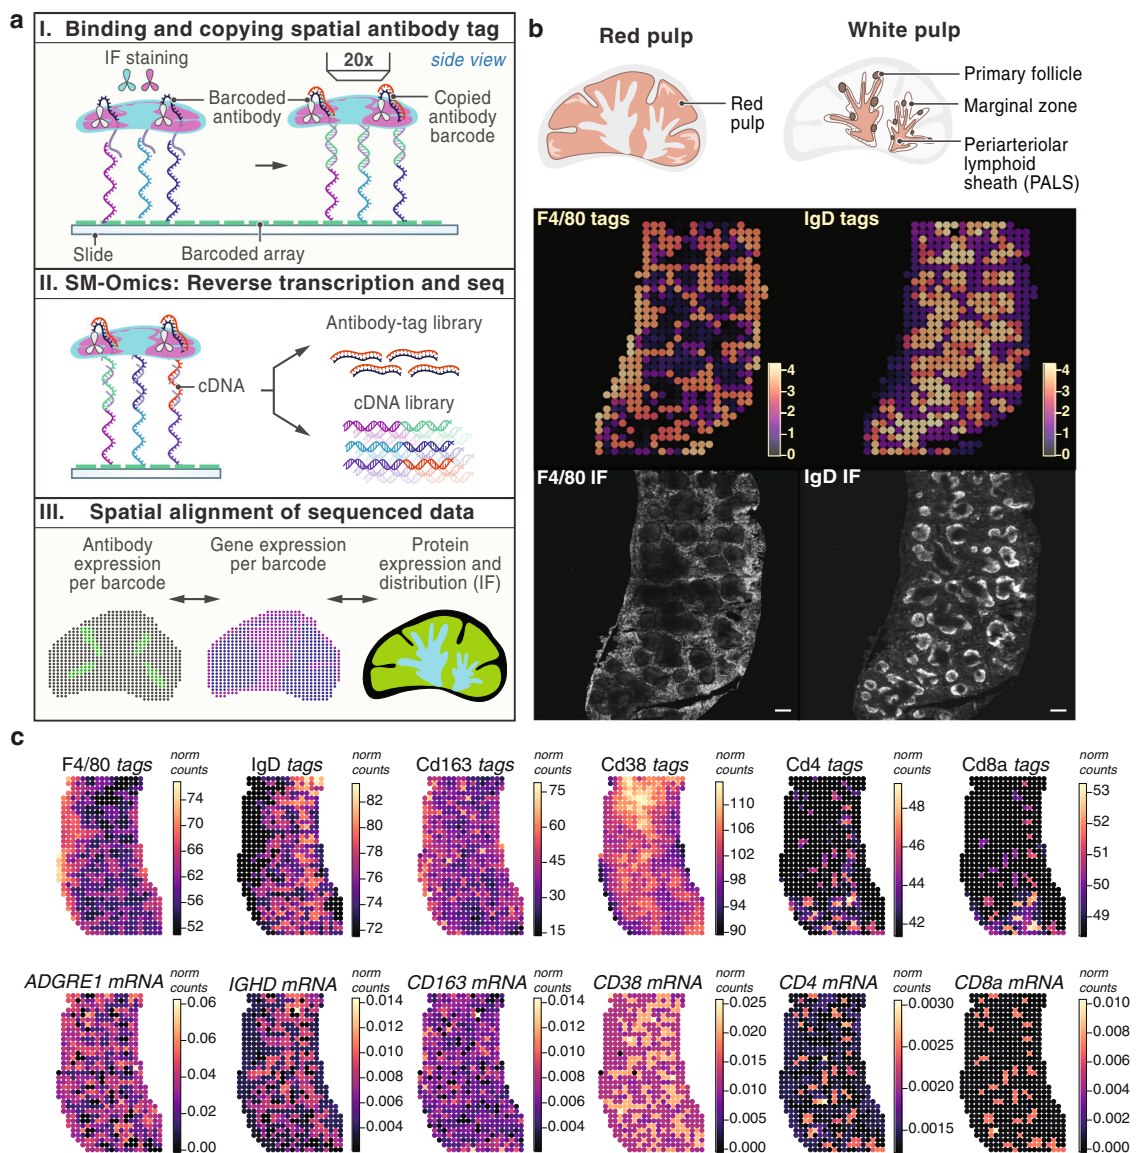 a
I. Binding and copying spatial antibody tag
IF staining
20x
side view
Barcoded
antibody
Copied
antibody
barcode
Slide
Barcoded array
II. SM-Omics: Reverse transcription and seq
Antibody-tag library
cDNA
cDNA library
III. Spatial alignment of sequenced data
Antibody
expression
per barcode
Gene expression
per barcode
Protein
expression and
distribution (IF)
b
Red pulp
White pulp
Red
pulp
Primary follicle
Marginal zone
Periarteriolar
lymphoid
sheath (PALS)
F4/80 tags
IgD tags
4
3
2
1
0
4
3
2
1
0
F4/80 IF
IgD IF
c
F4/80 tags
norm
counts
74
70
66
62
56
52
IgD tags
norm
counts
82
80
78
76
74
72
Cd163 tags
norm
counts
75
60
45
30
15
Cd38 tags
norm
counts
110
106
102
98
94
90
Cd4 tags
norm
counts
48
46
44
42
Cd8a tags
norm
counts
53
52
51
50
49
ADGRE1 mRNA
norm
counts
0.06
0.04
0.02
0.00
IGHD mRNA
norm
counts
0.014
0.012
0.010
0.008
0.006
0.004
CD163 mRNA
norm
counts
0.014
0.012
0.010
0.008
0.006
0.004
CD38 mRNA
norm
counts
0.025
0.020
0.015
0.010
0.005
0.000
CD4 mRNA
norm
counts
0.0030
0.0025
0.0020
0.0015
CD8a mRNA
norm
counts
0.010
0.008
0.006
0.004
0.002
0.000